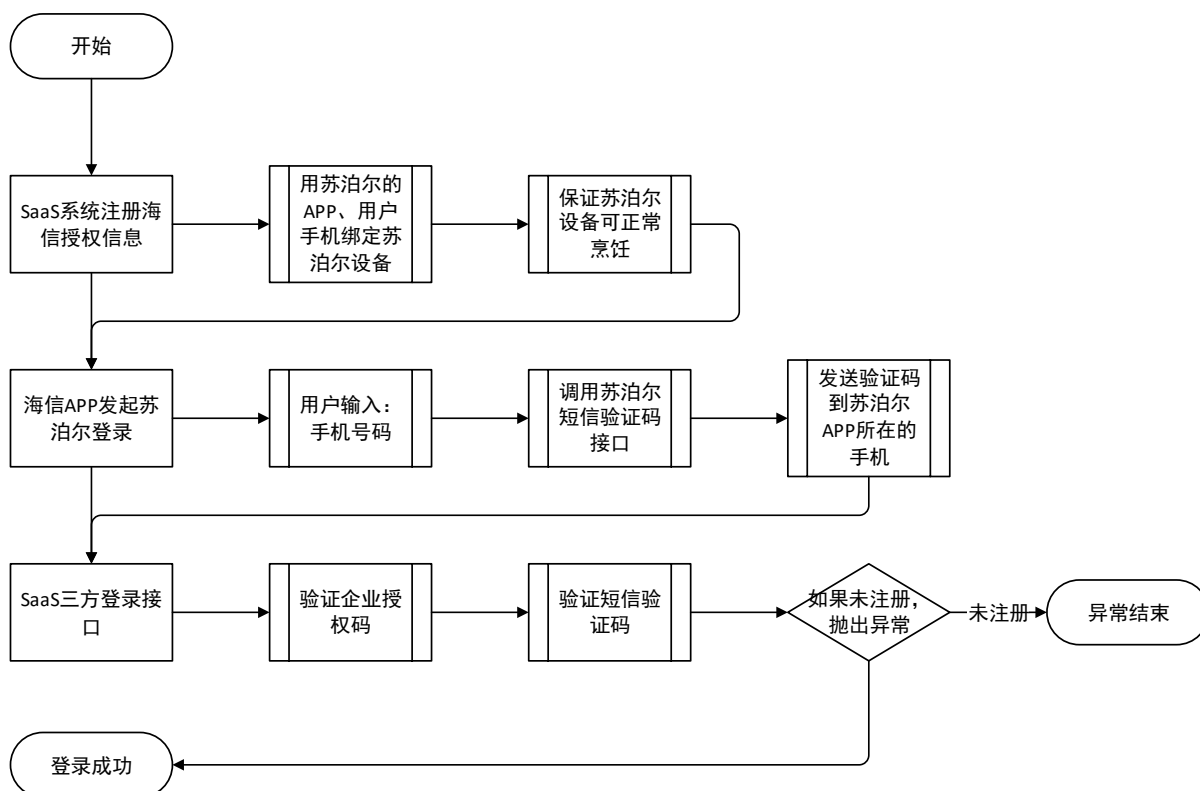 开始
SaaS系统注册海
信授权信息
用苏泊尔的
APP、用户
手机绑定苏
泊尔设备
保证苏泊尔
设备可正常
烹饪
海信APP发起苏
泊尔登录
用户输入：
手机号码
调用苏泊尔
短信验证码
接口
发送验证码
到苏泊尔
APP所在的
手机
SaaS三方登录接
口
验证企业授
权码
验证短信验
证码
如果未注册，
抛出异常
未注册
异常结束
登录成功